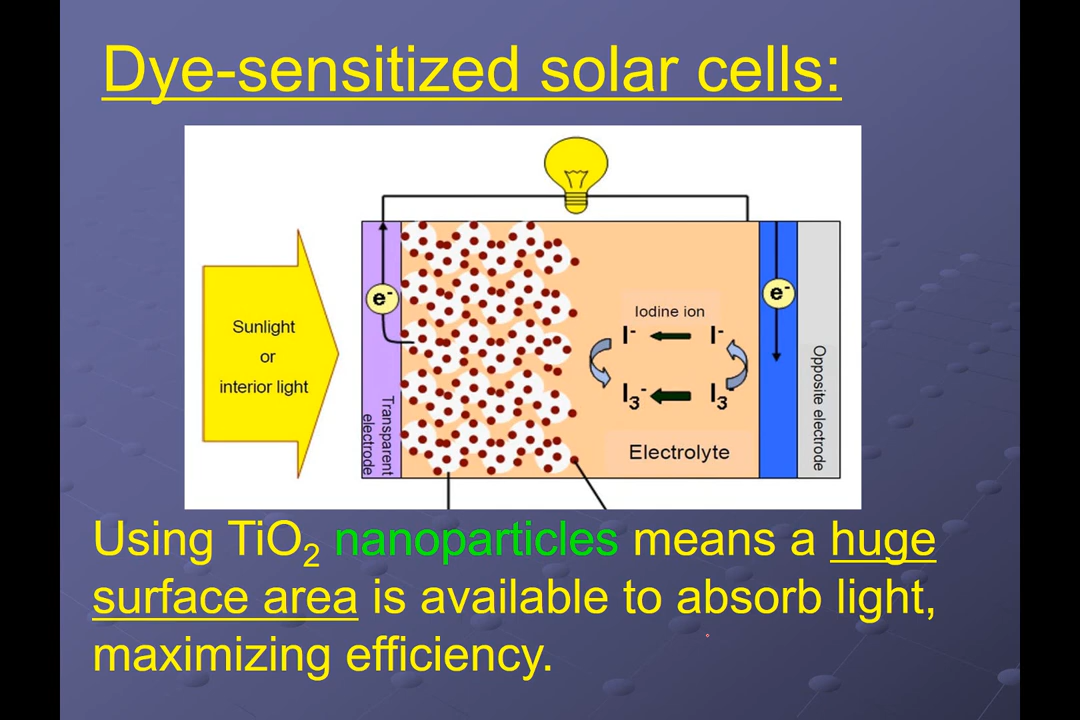 Dye-sensitized solar cells:
Sunlight
or
interior light
e-
Transparent
electrode
Iodine ion
I- I-
I3- I3-
Electrolyte
e-
Opposite electrode
Using TiO2 nanoparticles means a huge
surface area is available to absorb light,
maximizing efficiency.